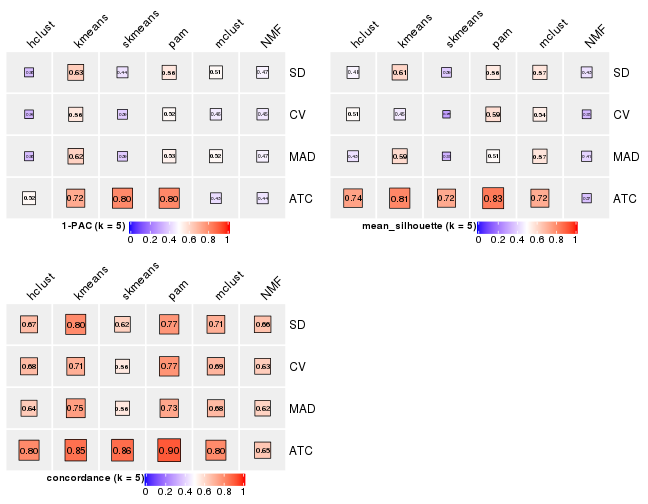 hclust kmeans skmeans pam mclust NMF
0.63 0.44 0.56 0.51 0.47 SD
0.56 0.52 CV
0.62 0.53 0.52 0.47 MAD
0.52 0.72 0.80 0.80 0.44 ATC
1-PAC (k = 5)
0 0.2 0.4 0.6 0.8 1
hclust kmeans skmeans pam mclust NMF
0.61 0.56 0.57 SD
0.51 0.59 0.54 CV
0.59 0.51 0.57 MAD
0.74 0.81 0.72 0.83 0.72 ATC
mean_silhouette (k = 5)
0 0.2 0.4 0.6 0.8 1
hclust kmeans skmeans pam mclust NMF
0.67 0.80 0.62 0.77 0.71 0.66 SD
0.68 0.71 0.56 0.77 0.69 0.63 CV
0.64 0.75 0.56 0.73 0.68 0.62 MAD
0.80 0.85 0.86 0.90 0.80 0.65 ATC
concordance (k = 5)
0 0.2 0.4 0.6 0.8 1